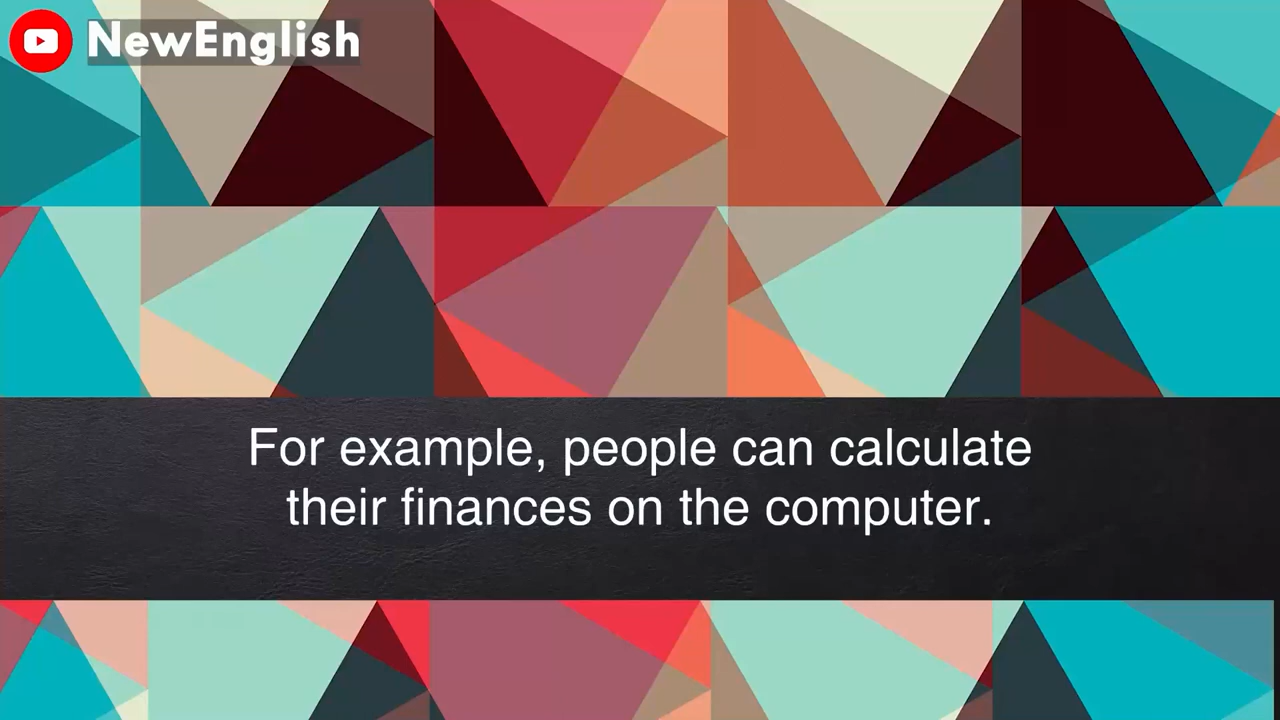 NewEnglish
For example, people can calculate
their finances on the computer.